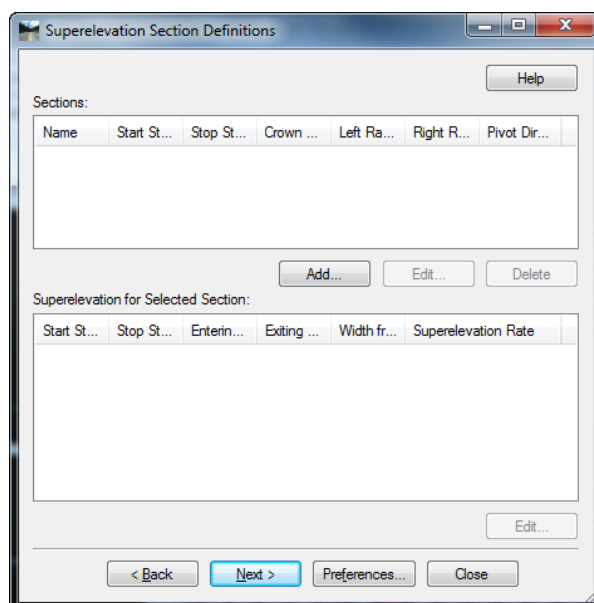 Superelevation Section Definitions
Help
Sections:
Name Start St... Stop St... Crown ... Left Ra... Right R... Pivot Dir...
Add... Edit... Delete
Superelevation for Selected Section:
Start St... Stop St... Enterin... Exiting ... Width fr... Superelevation Rate
Edit...
< Back Next > Preferences... Close